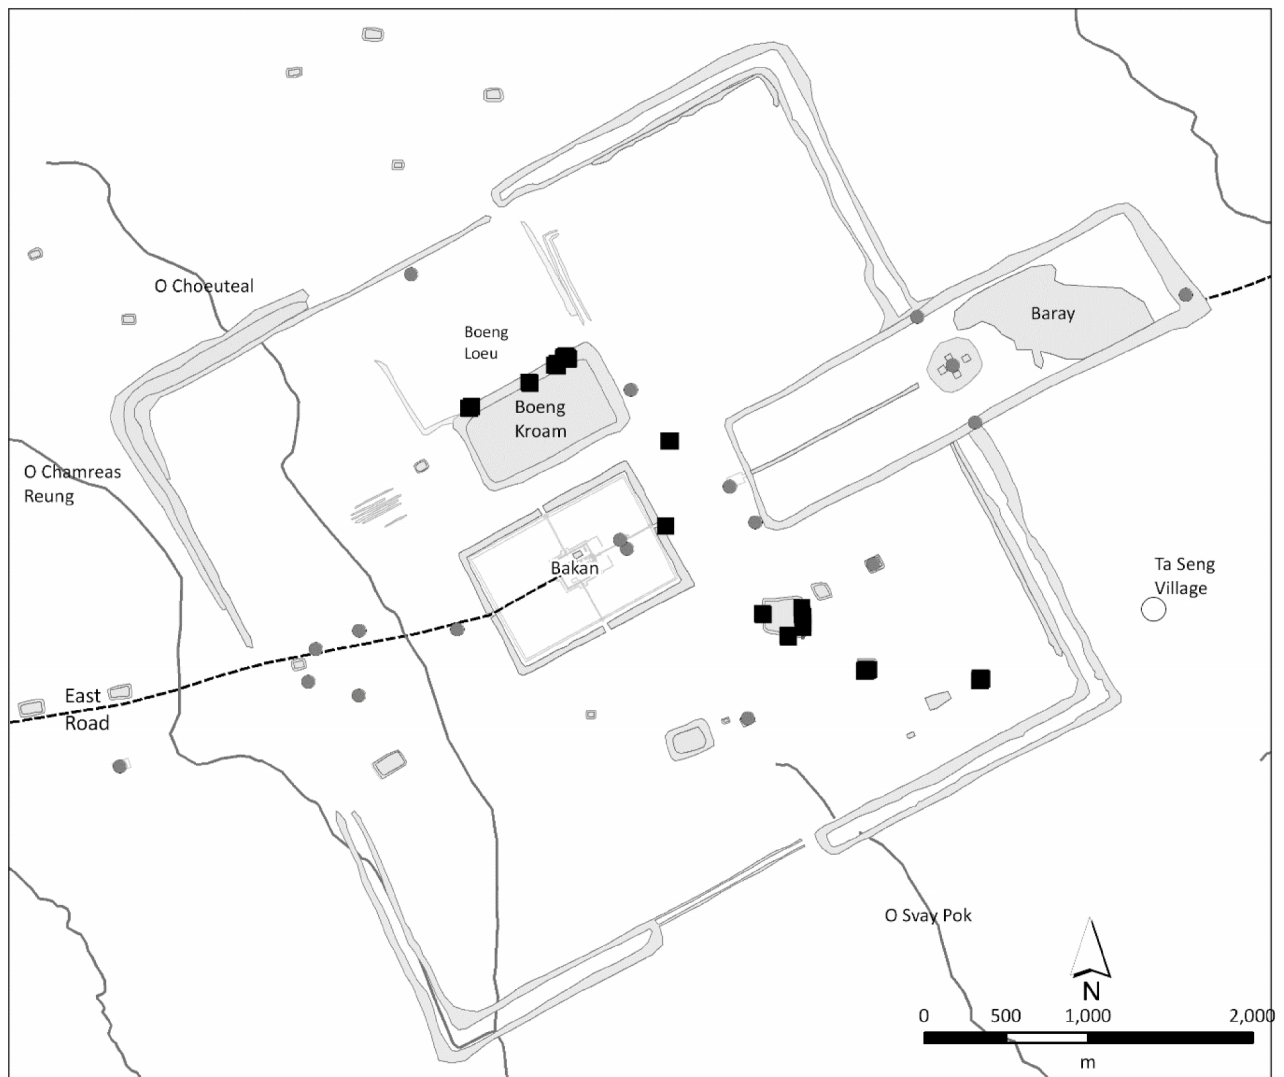 O Choeuteal
Boeng
Loeu
Baray
Boeng
Kroam
O Chamreas
Reung
Bakan
Ta Seng
Village
East
Road
O Svay Pok
N
0 500 1,000 2,000
m